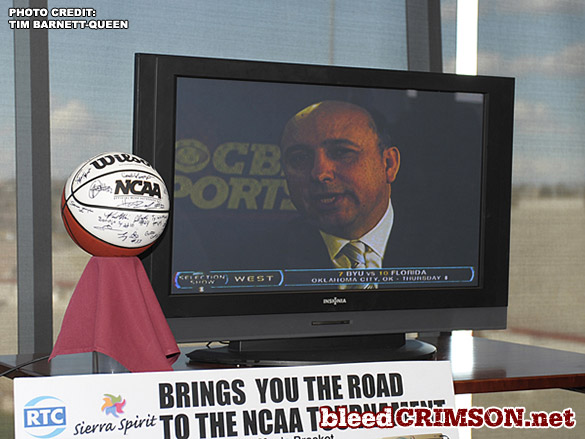 PHOTO CREDIT:
TIM BARNETT-QUEEN
Wilson
NCAA
CBS
SPORTS
SELECTION
SHOW
WEST
7 BYU VS 10 FLORIDA
OKLAHOMA CITY, OK - THURSDAY
INSIGNIA
RTC
Sierra Spirit
BRINGS YOU THE ROAD
TO THE NCAA TOURNAMENT
Bracket
bleedCRIMSON.net